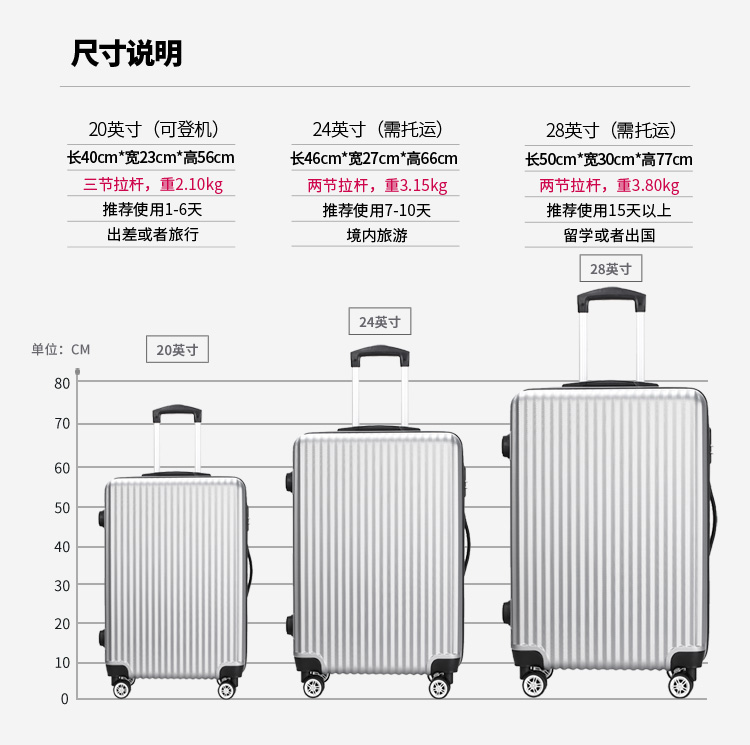 尺寸说明
20英寸（可登机）
长40cm*宽23cm*高56cm
三节拉杆，重2.10kg
推荐使用1-6天
出差或者旅行
24英寸（需托运）
长46cm*宽27cm*高66cm
两节拉杆，重3.15kg
推荐使用7-10天
境内旅游
28英寸（需托运）
长50cm*宽30cm*高77cm
两节拉杆，重3.80kg
推荐使用15天以上
留学或者出国
28英寸
24英寸
20英寸
单位：CM
80
70
60
50
40
30
20
10
0